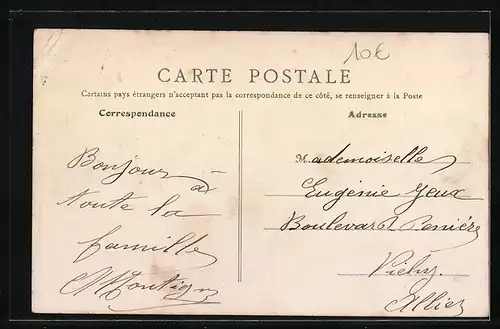 10€
CARTE POSTALE
Certains pays étrangers n'acceptant pas la correspondance de ce côté, se renseigner à la Poste
Correspondance
Bonjour à
toute la
famille
Adresse
Mademoiselle
Eugénie Jeux
Boulevard
Vichy
Allier